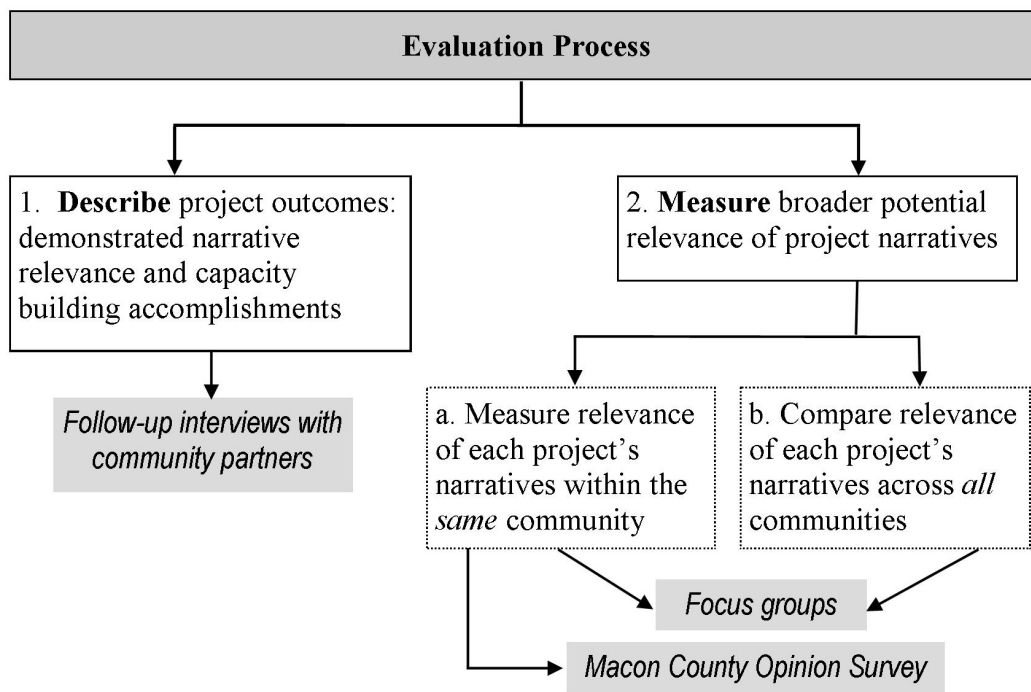 Evaluation Process
1. Describe project outcomes:
demonstrated narrative
relevance and capacity
building accomplishments
2. Measure broader potential
relevance of project narratives
Follow-up interviews with
community partners
a. Measure relevance
of each project’s
narratives within the
same community
b. Compare relevance
of each project’s
narratives across all
communities
Focus groups
Macon County Opinion Survey